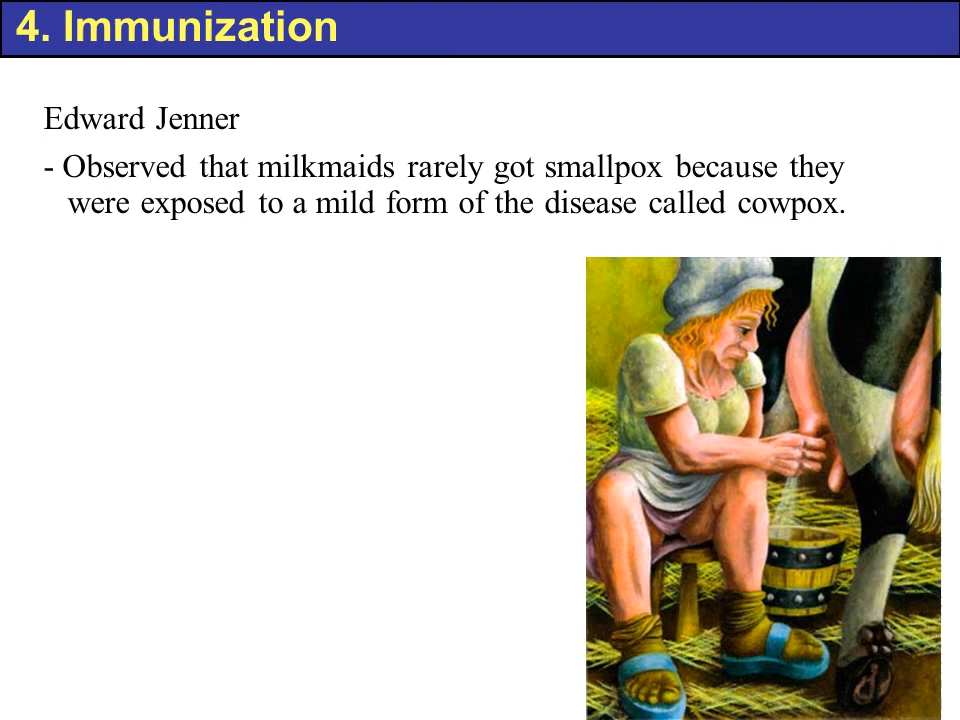 4. Immunization
Edward Jenner
- Observed that milkmaids rarely got smallpox because they
were exposed to a mild form of the disease called cowpox.